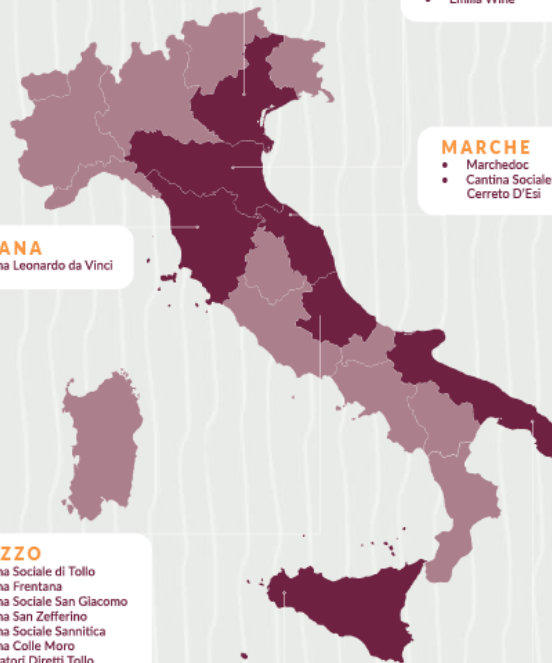 Emilia Wine
MARCHE
Marchedoc
Cantina Sociale
Cerreto D'Esi
ANA
na Leonardo da Vinci
ZZO
na Sociale di Tollo
na Frentana
na Sociale San Giacomo
na San Zefferino
na Sociale Sannitica
na Colle Moro
atori Diretti Tollo